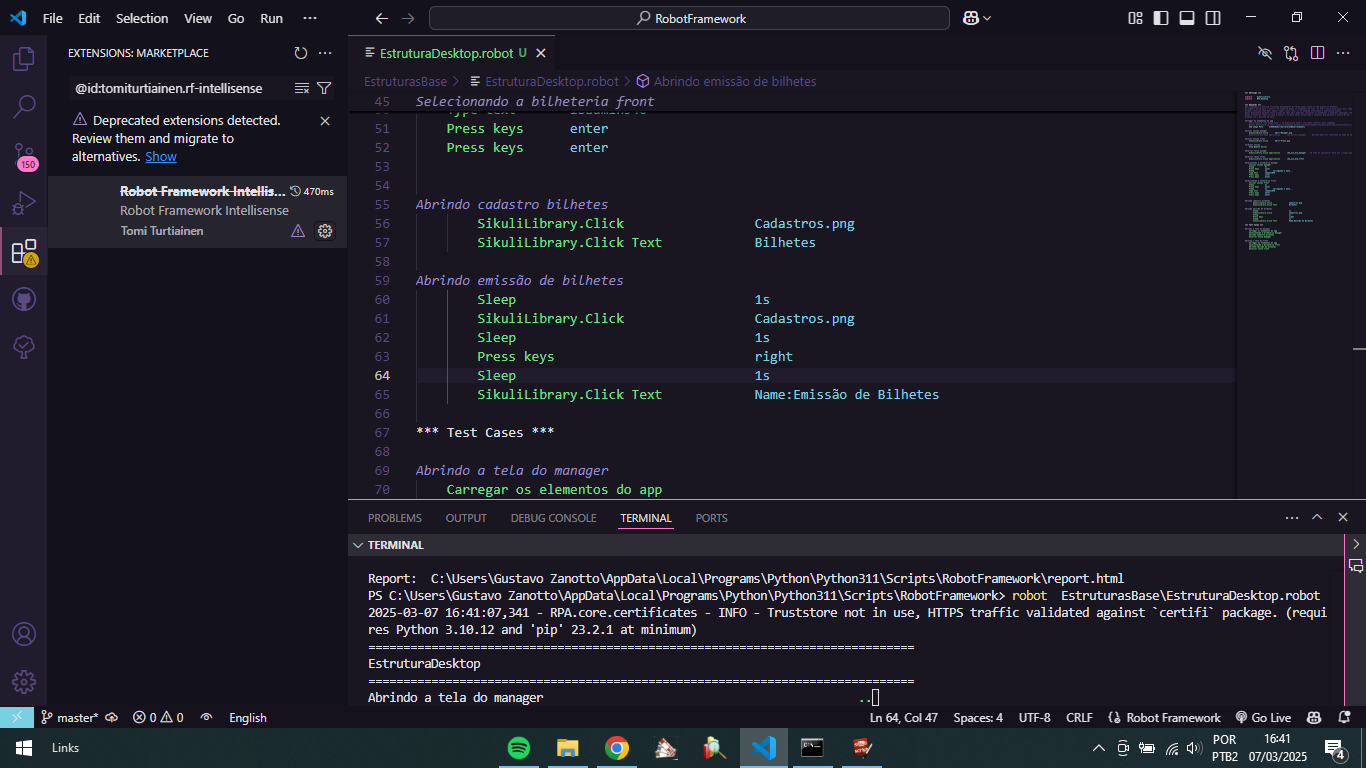 File Edit Selection View Go Run ··· RobotFramework
EXTENSIONS: MARKETPLACE
@id:tomiturtiainen.rf-intellisense
Deprecated extensions detected.
Review them and migrate to
alternatives. Show
Robot Framework Intellis... 470ms
Robot Framework Intellisense
Tomi Turtiainen
150
EstruturaDesktop.robot U
EstruturasBase > EstruturaDesktop.robot > Abrindo emissão de bilhetes
45 Selecionando a bilheteria front
51 Press keys enter
52 Press keys enter
53
54
55 Abrindo cadastro bilhetes
56 SikuliLibrary.Click Cadastros.png
57 SikuliLibrary.Click Text Bilhetes
58
59 Abrindo emissão de bilhetes
60 Sleep 1s
61 SikuliLibrary.Click Cadastros.png
62 Sleep 1s
63 Press keys right
64 Sleep 1s
65 SikuliLibrary.Click Text Name:Emissão de Bilhetes
66
67 *** Test Cases ***
68
69 Abrindo a tela do manager
70 Carregar os elementos do app
PROBLEMS OUTPUT DEBUG CONSOLE TERMINAL PORTS
TERMINAL
Report: C:\Users\Gustavo Zanotto\AppData\Local\Programs\Python\Python311\Scripts\RobotFramework\report.html
PS C:\Users\Gustavo Zanotto\AppData\Local\Programs\Python\Python311\Scripts\RobotFramework> robot EstruturasBase\EstruturaDesktop.robot
2025-03-07 16:41:07,341 - RPA.core.certificates - INFO - Truststore not in use, HTTPS traffic validated against `certifi` package. (requi
res Python 3.10.12 and 'pip' 23.2.1 at minimum)
==============================================================================
EstruturaDesktop
==============================================================================
Abrindo a tela do manager ..
master* 0 0 English Ln 64, Col 47 Spaces: 4 UTF-8 CRLF Robot Framework Go Live
Links POR 16:41
PTB2 07/03/2025 4